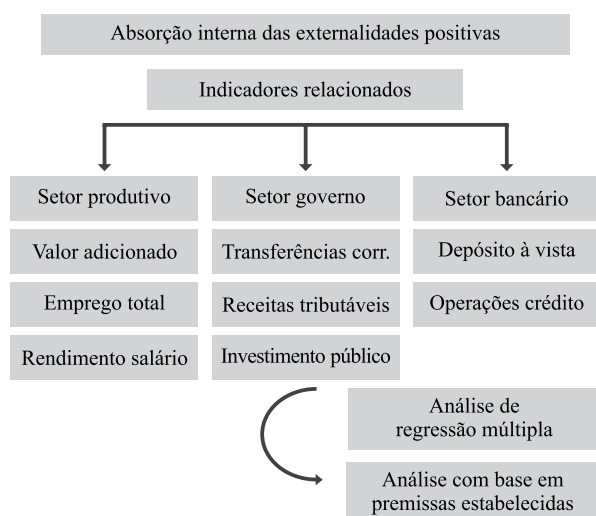 Absorção interna das externalidades positivas
Indicadores relacionados
Setor produtivo
Valor adicionado
Emprego total
Rendimento salário
Setor governo
Transferências corr.
Receitas tributáveis
Investimento público
Setor bancário
Depósito à vista
Operações crédito
Análise de
regressão múltipla
Análise com base em
premissas estabelecidas